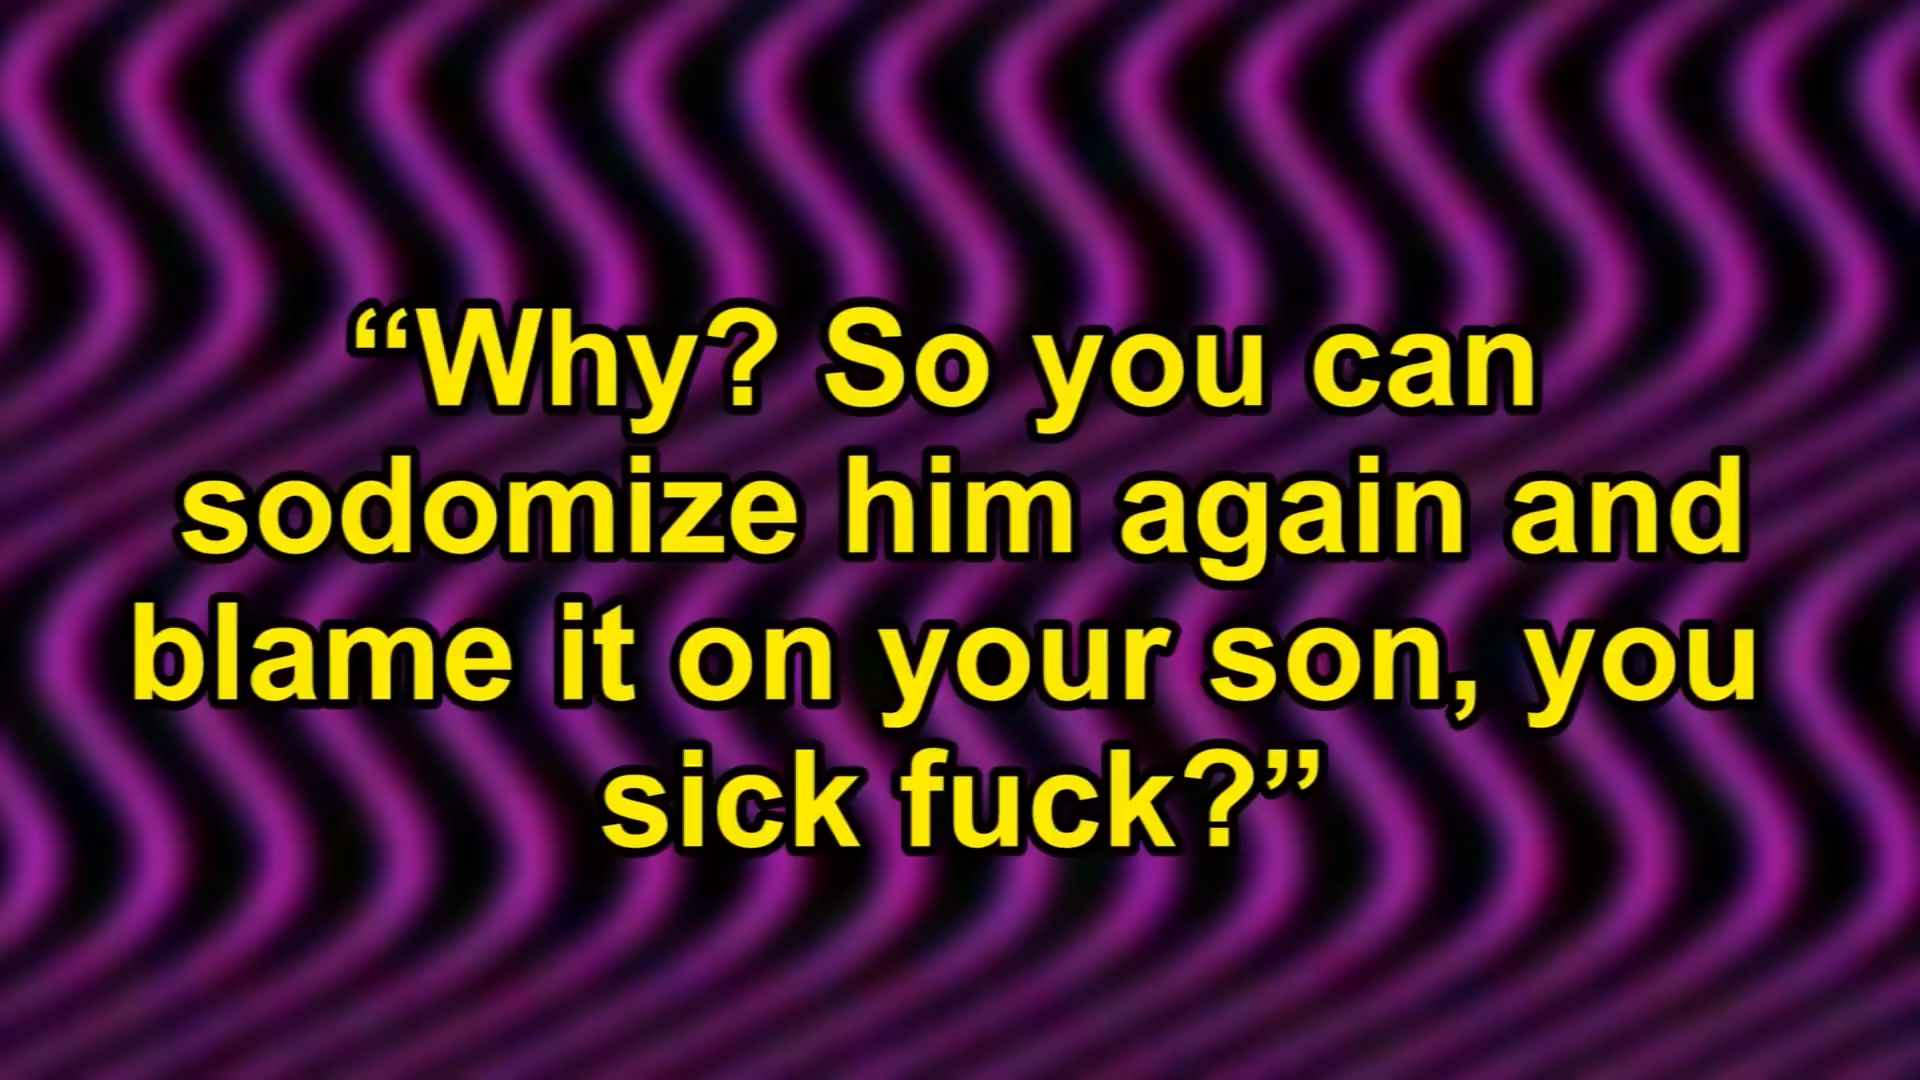 “Why? So you can
sodomize him again and
blame it on your son, you
sick fuck?”